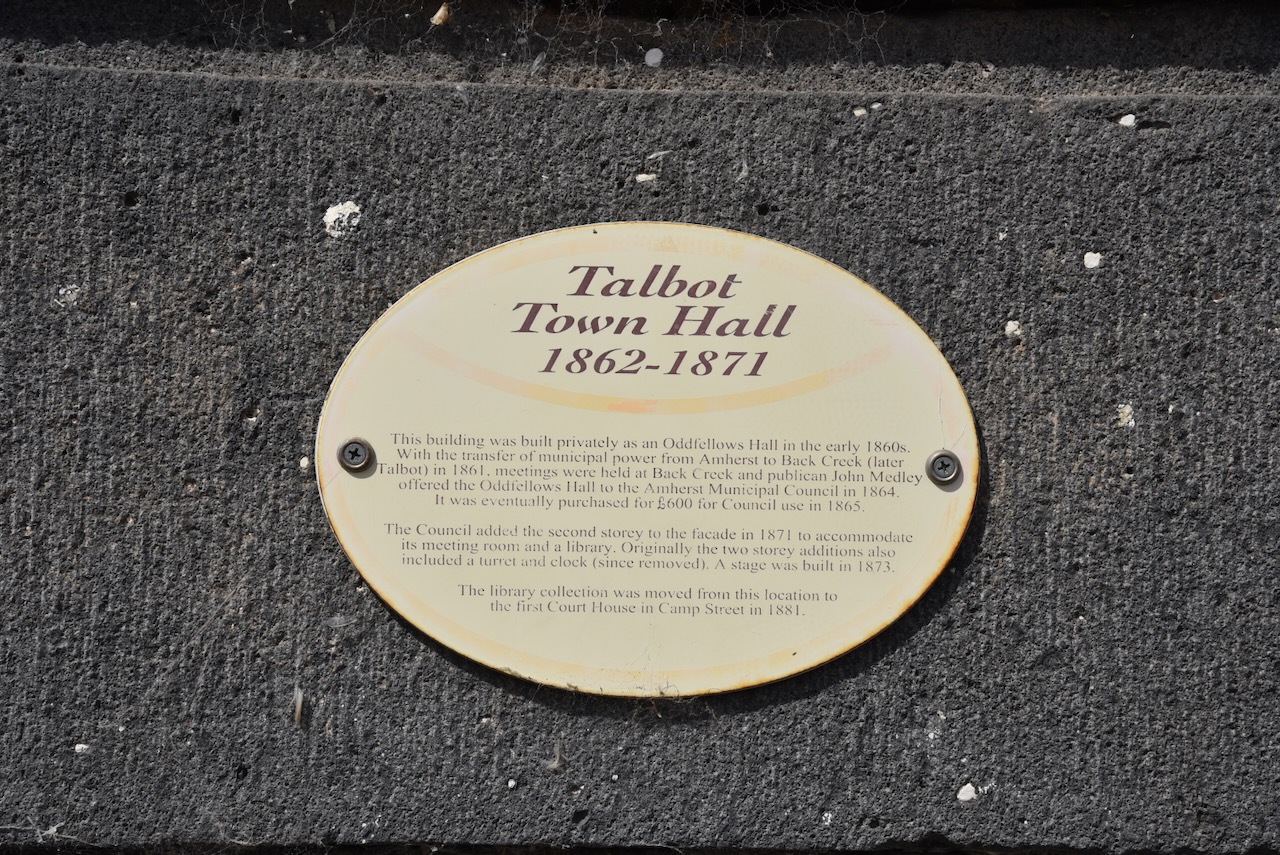 Talbot
Town Hall
1862-1871
This building was built privately as an Oddfellows Hall in the early 1860s.
With the transfer of municipal power from Amherst to Back Creek (later
Talbot) in 1861, meetings were held at Back Creek and publican John Medley
offered the Oddfellows Hall to the Amherst Municipal Council in 1864.
It was eventually purchased for £600 for Council use in 1865.
The Council added the second storey to the facade in 1871 to accommodate
its meeting room and a library. Originally the two storey additions also
included a turret and clock (since removed). A stage was built in 1873.
The library collection was moved from this location to
the first Court House in Camp Street in 1881.